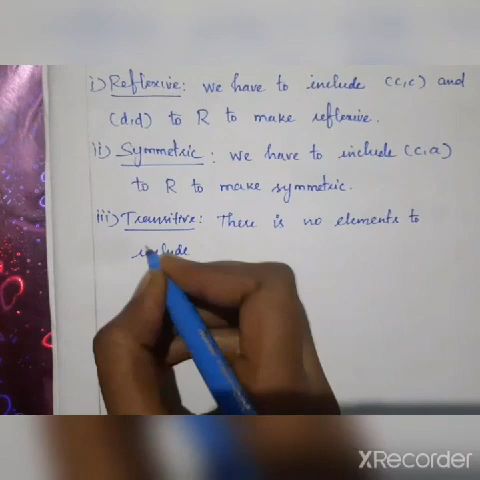 i) Reflexive: we have to include (c,c) and
(d,d) to R to make reflexive.
ii) Symmetric: we have to include (c,a)
to R to make symmetric.
iii) Transitive: There is no elements to
include
XRecorder